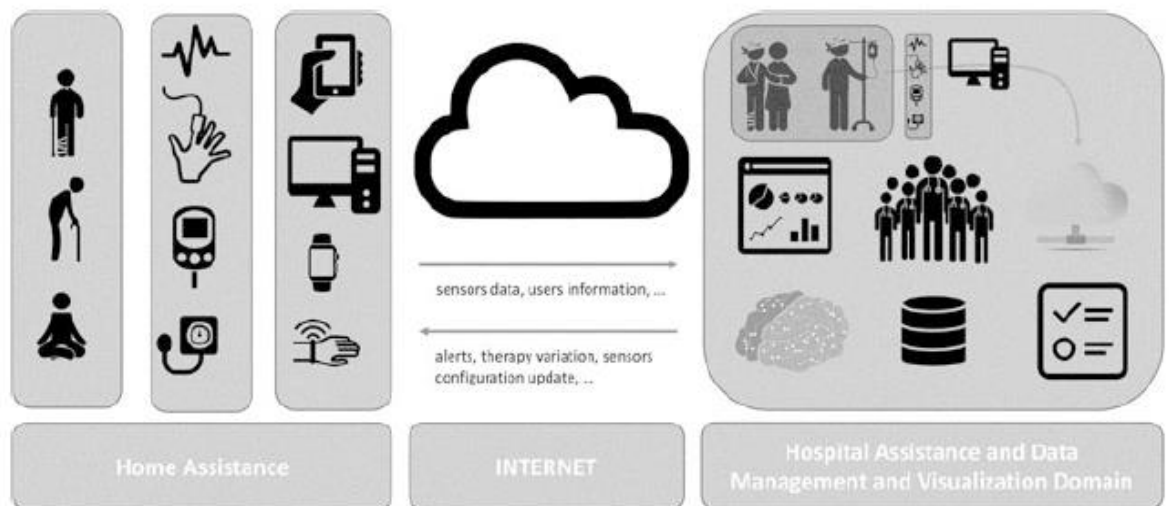 sensors data, users information, ...
alerts, therapy variation, sensors
configuration update, ...
Home Assistance
INTERNET
Hospital Assistance and Data
Management and Visualization Domain